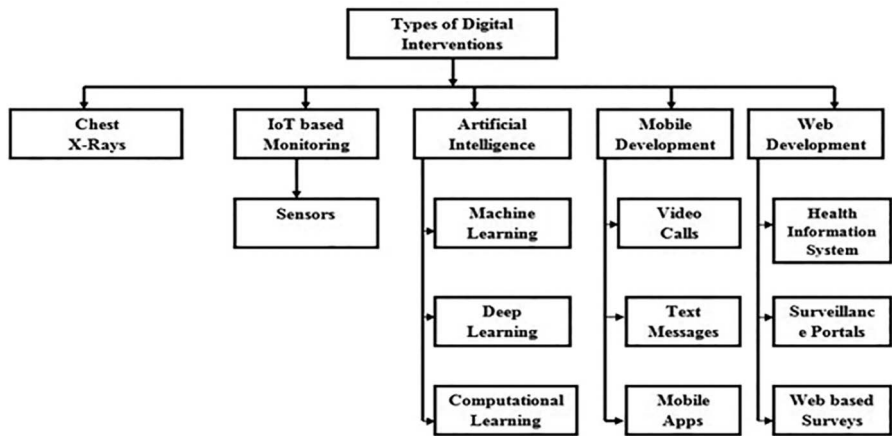 Types of Digital
Interventions
Chest
X-Rays
IoT based
Monitoring
Artificial
Intelligence
Mobile
Development
Web
Development
Sensors
Machine
Learning
Video
Calls
Health
Information
System
Deep
Learning
Text
Messages
Surveillanc
e Portals
Computational
Learning
Mobile
Apps
Web based
Surveys